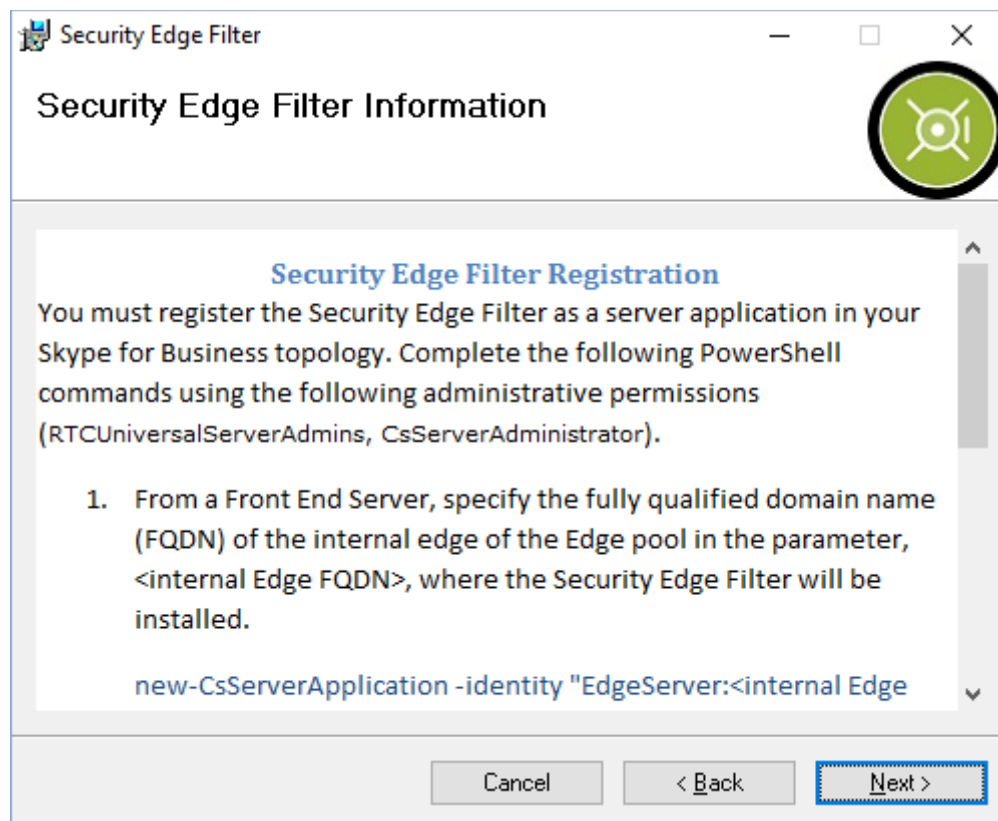 Security Edge Filter
Security Edge Filter Information
Security Edge Filter Registration
You must register the Security Edge Filter as a server application in your
Skype for Business topology. Complete the following PowerShell
commands using the following administrative permissions
(RTCUniversalServerAdmins, CsServerAdministrator).
1. From a Front End Server, specify the fully qualified domain name
(FQDN) of the internal edge of the Edge pool in the parameter,
<internal Edge FQDN>, where the Security Edge Filter will be
installed.
new-CsServerApplication -identity "EdgeServer:<internal Edge
Cancel
< Back
Next >